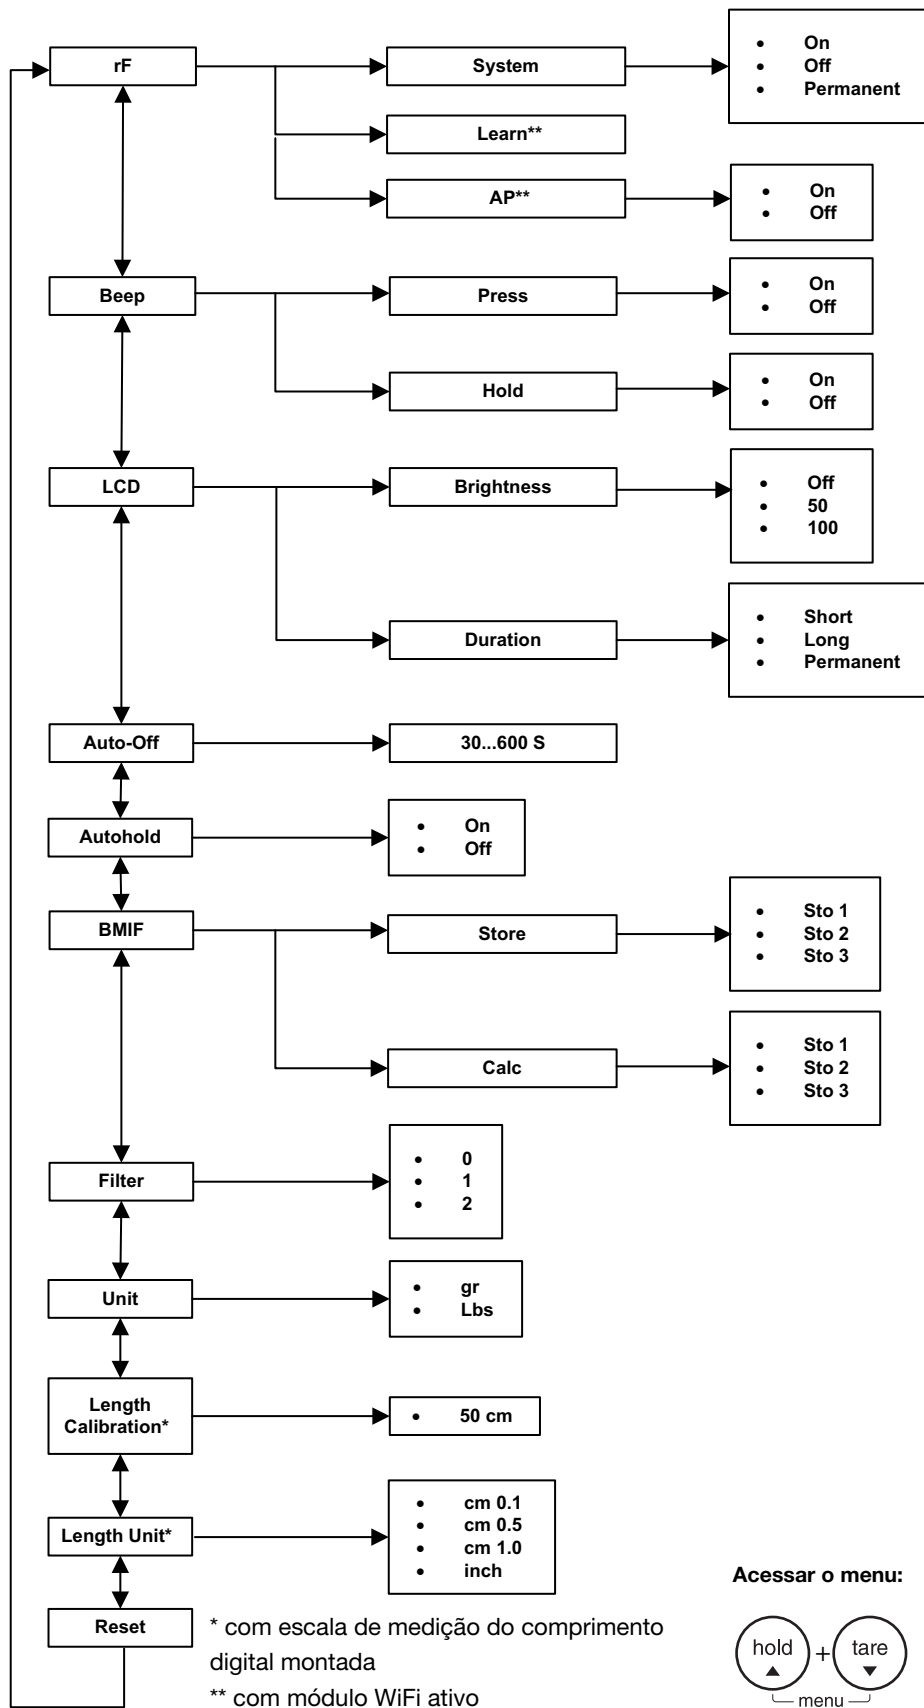 rF
System
• On
• Off
• Permanent
Learn**
AP**
• On
• Off
Beep
Press
• On
• Off
Hold
• On
• Off
LCD
Brightness
• Off
• 50
• 100
Duration
• Short
• Long
• Permanent
Auto-Off
30...600 S
Autohold
• On
• Off
BMIF
Store
• Sto 1
• Sto 2
• Sto 3
Calc
• Sto 1
• Sto 2
• Sto 3
Filter
• 0
• 1
• 2
Unit
• gr
• Lbs
Length
Calibration*
• 50 cm
Length Unit*
• cm 0.1
• cm 0.5
• cm 1.0
• inch
Reset
* com escala de medição do comprimento
digital montada
** com módulo WiFi ativo
Acessar o menu:
hold + tare
menu